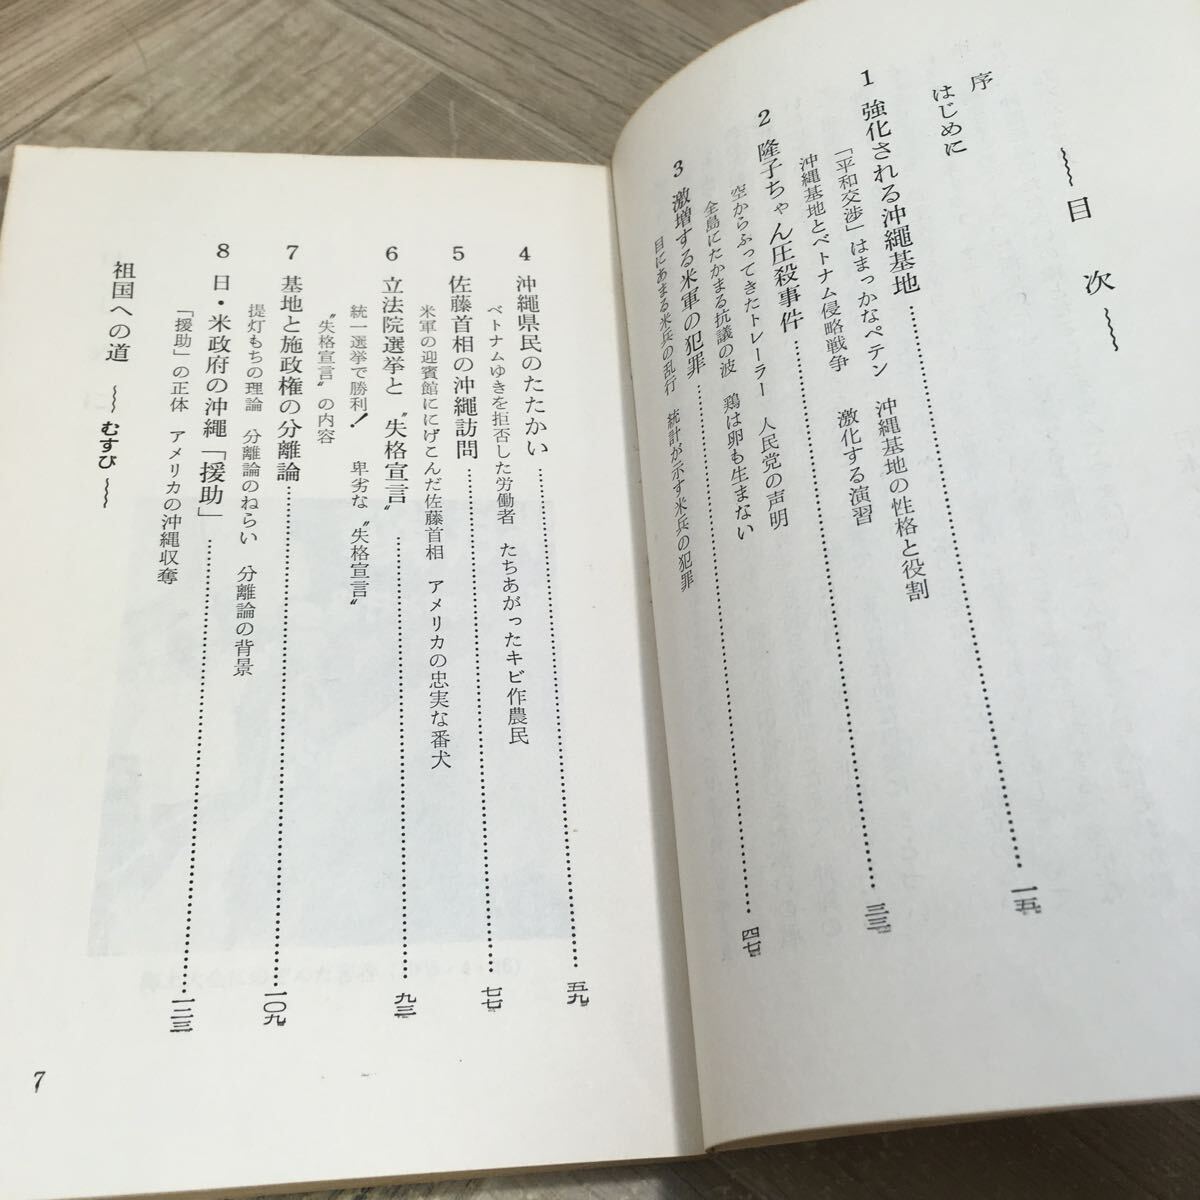 目次
序
はじめに
1 強化される沖縄基地 一五
「平和交渉」はまっかなペテン 沖縄基地の性格と役割
沖縄基地とベトナム侵略戦争 激化する演習
2 隆子ちゃん圧殺事件 三三
空からふってきたトレーラー 人民党の声明
全島にたかまる抗議の波 鶏は卵も生まない
3 激増する米軍の犯罪 四七
目にあまる米兵の乱行 統計が示す米兵の犯罪
4 沖縄県民のたたかい 五九
ベトナムゆきを拒否した労働者 たちあがったキビ作農民
5 佐藤首相の沖縄訪問 七七
米軍の迎賓館ににげこんだ佐藤首相 アメリカの忠実な番犬
6 立法院選挙と〝失格宣言〟 九三
統一選挙で勝利! 卑劣な〝失格宣言〟
〝失格宣言〟の内容
7 基地と施政権の分離論 一〇九
提灯もちの理論 分離論のねらい 分離論の背景
8 日・米政府の沖縄「援助」 一二三
「援助」の正体 アメリカの沖縄収奪
祖国への道 〜むすび〜
7